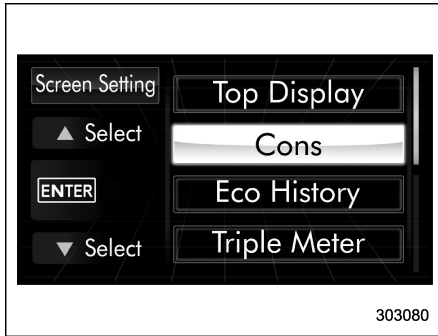 Screen Setting
▲ Select
ENTER
▼ Select
Top Display
Cons
Eco History
Triple Meter
303080